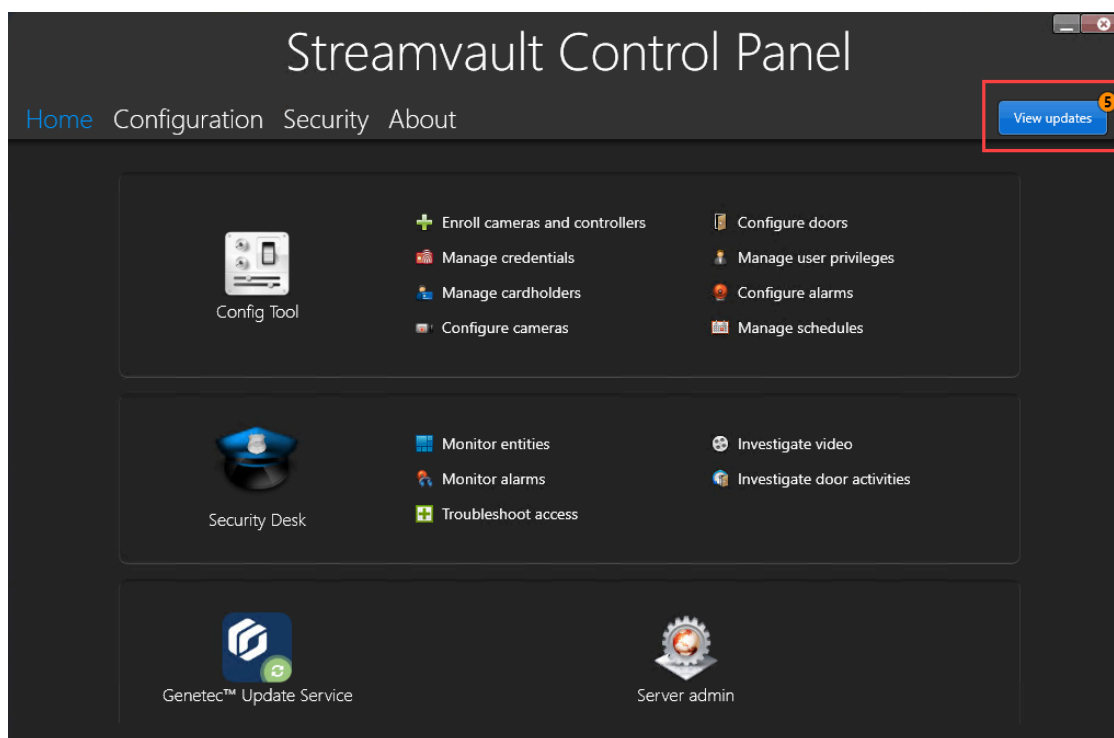 Streamvault Control Panel
Home Configuration Security About
5
View updates
Enroll cameras and controllers
Configure doors
Manage credentials
Manage user privileges
Config Tool
Manage cardholders
Configure alarms
Configure cameras
Manage schedules
Monitor entities
Investigate video
Monitor alarms
Investigate door activities
Security Desk
Troubleshoot access
Genetec™ Update Service
Server admin